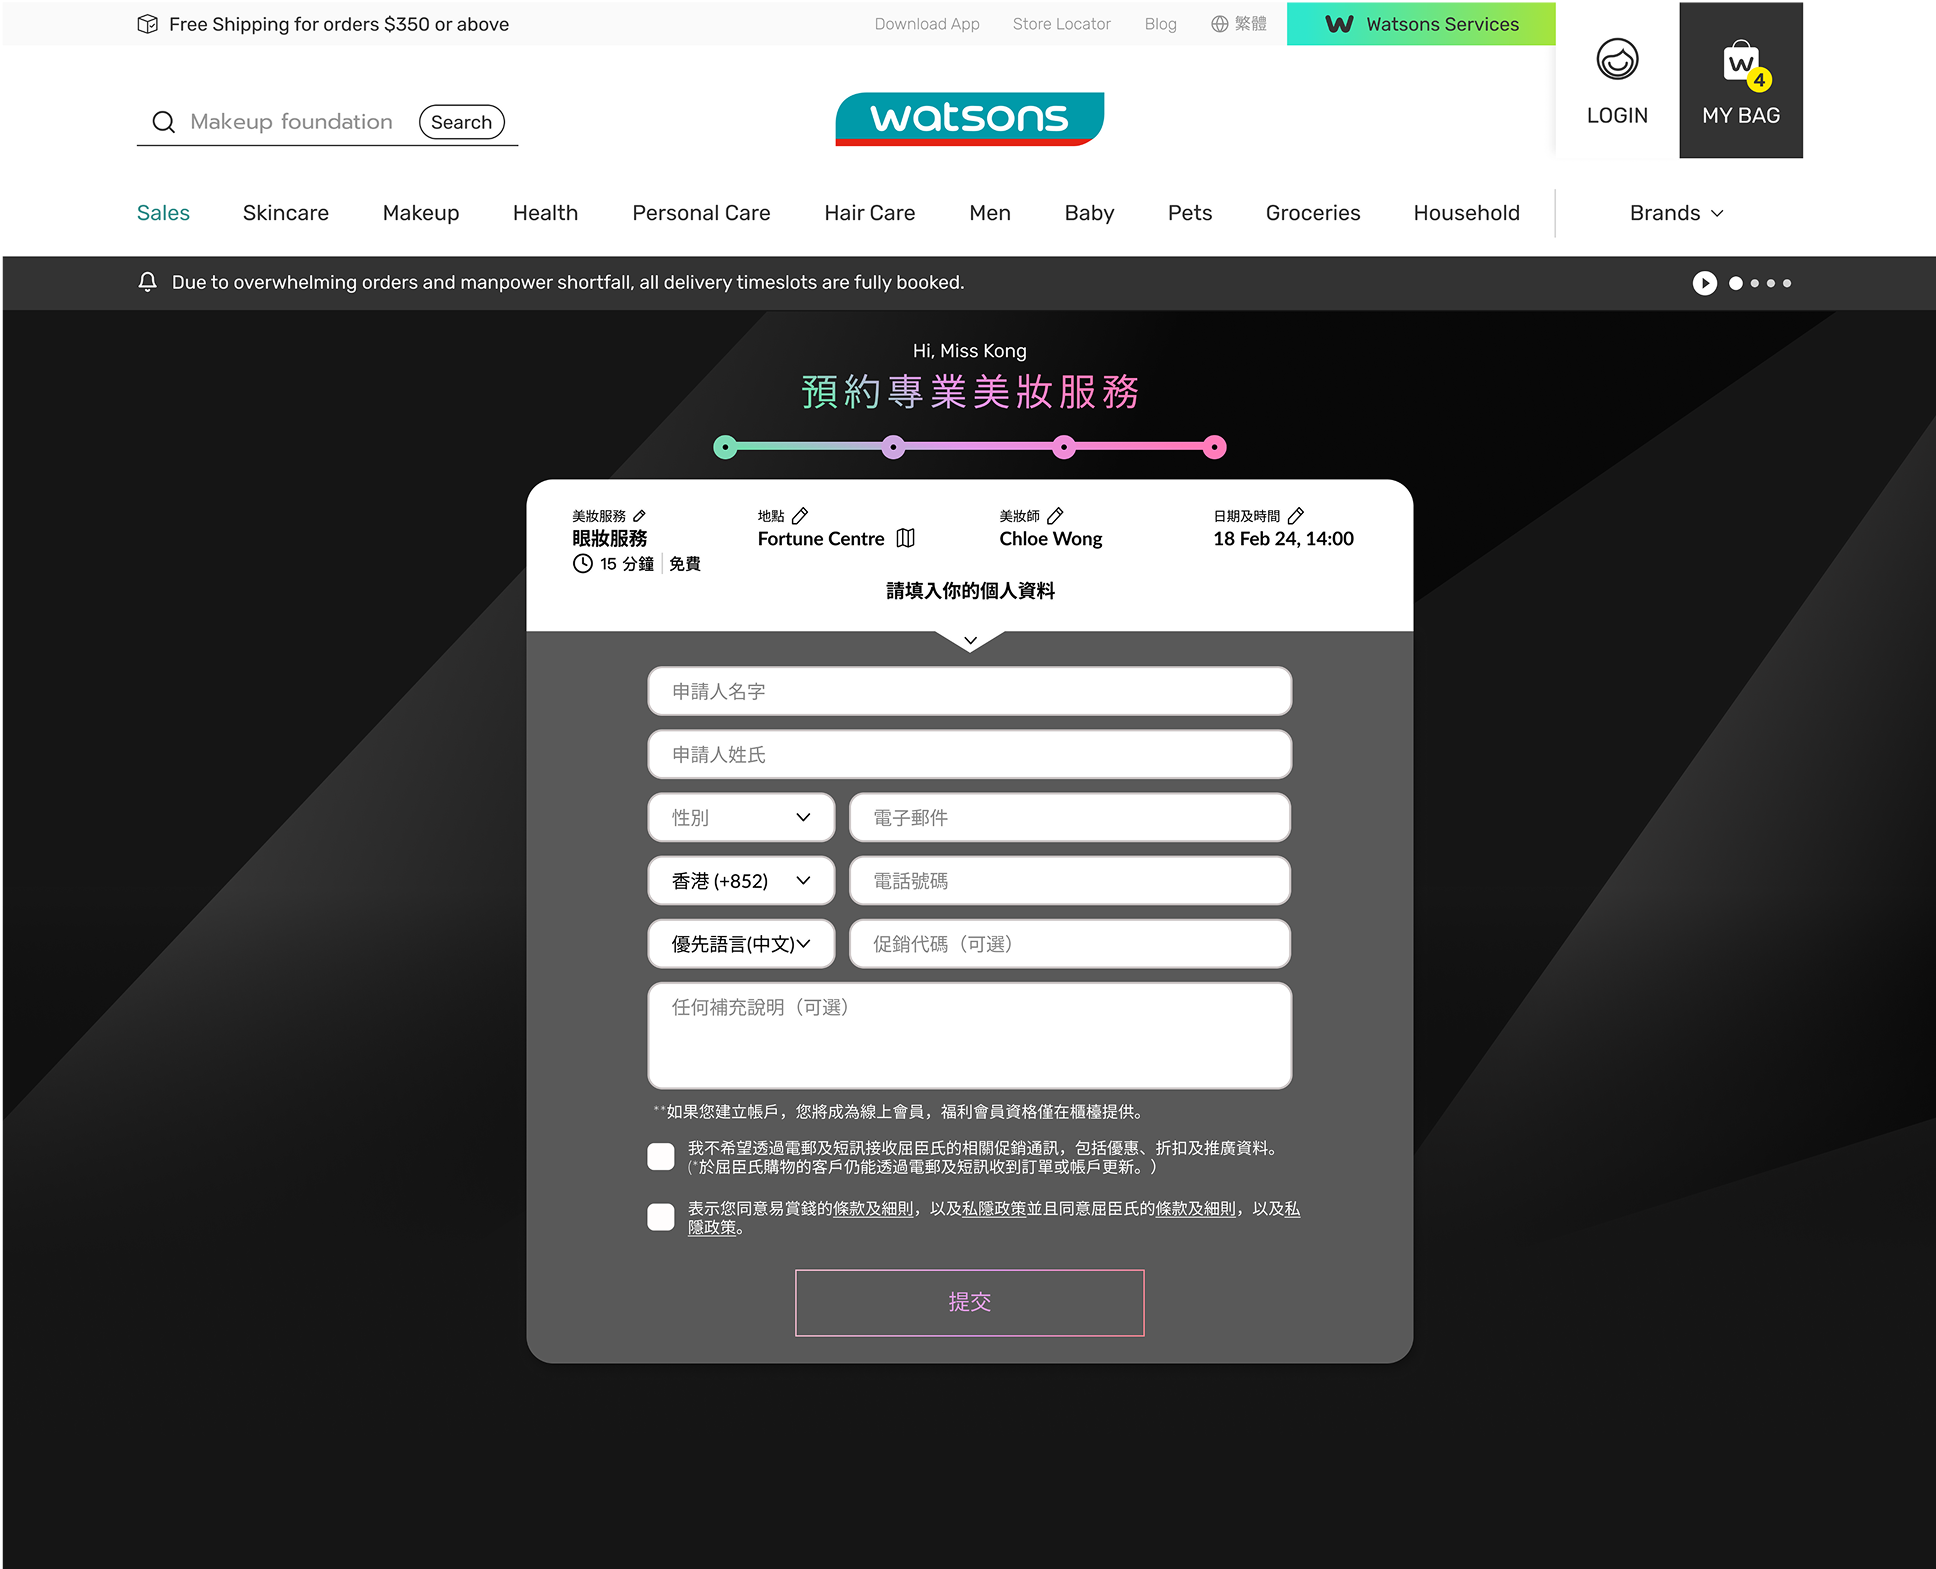 Free Shipping for orders $350 or above
Download App
Store Locator
Blog
繁體
Watsons Services
LOGIN
4
MY BAG
Makeup foundation
Search
watsons
Sales
Skincare
Makeup
Health
Personal Care
Hair Care
Men
Baby
Pets
Groceries
Household
Brands
Due to overwhelming orders and manpower shortfall, all delivery timeslots are fully booked.
Hi, Miss Kong
預約專業美妝服務
美妝服務
眼妝服務
15 分鐘
免費
地點
Fortune Centre
美妝師
Chloe Wong
日期及時間
18 Feb 24, 14:00
請填入你的個人資料
申請人名字
申請人姓氏
性別
電子郵件
香港 (+852)
電話號碼
優先語言(中文)
促銷代碼（可選）
任何補充說明（可選）
**如果您建立帳戶，您將成為線上會員，福利會員資格僅在櫃檯提供。
我不希望透過電郵及短訊接收屈臣氏的相關促銷通訊，包括優惠、折扣及推廣資料。
(*於屈臣氏購物的客戶仍能透過電郵及短訊收到訂單或帳戶更新。)
表示您同意易賞錢的條款及細則，以及私隱政策並且同意屈臣氏的條款及細則，以及私
隱政策。
提交